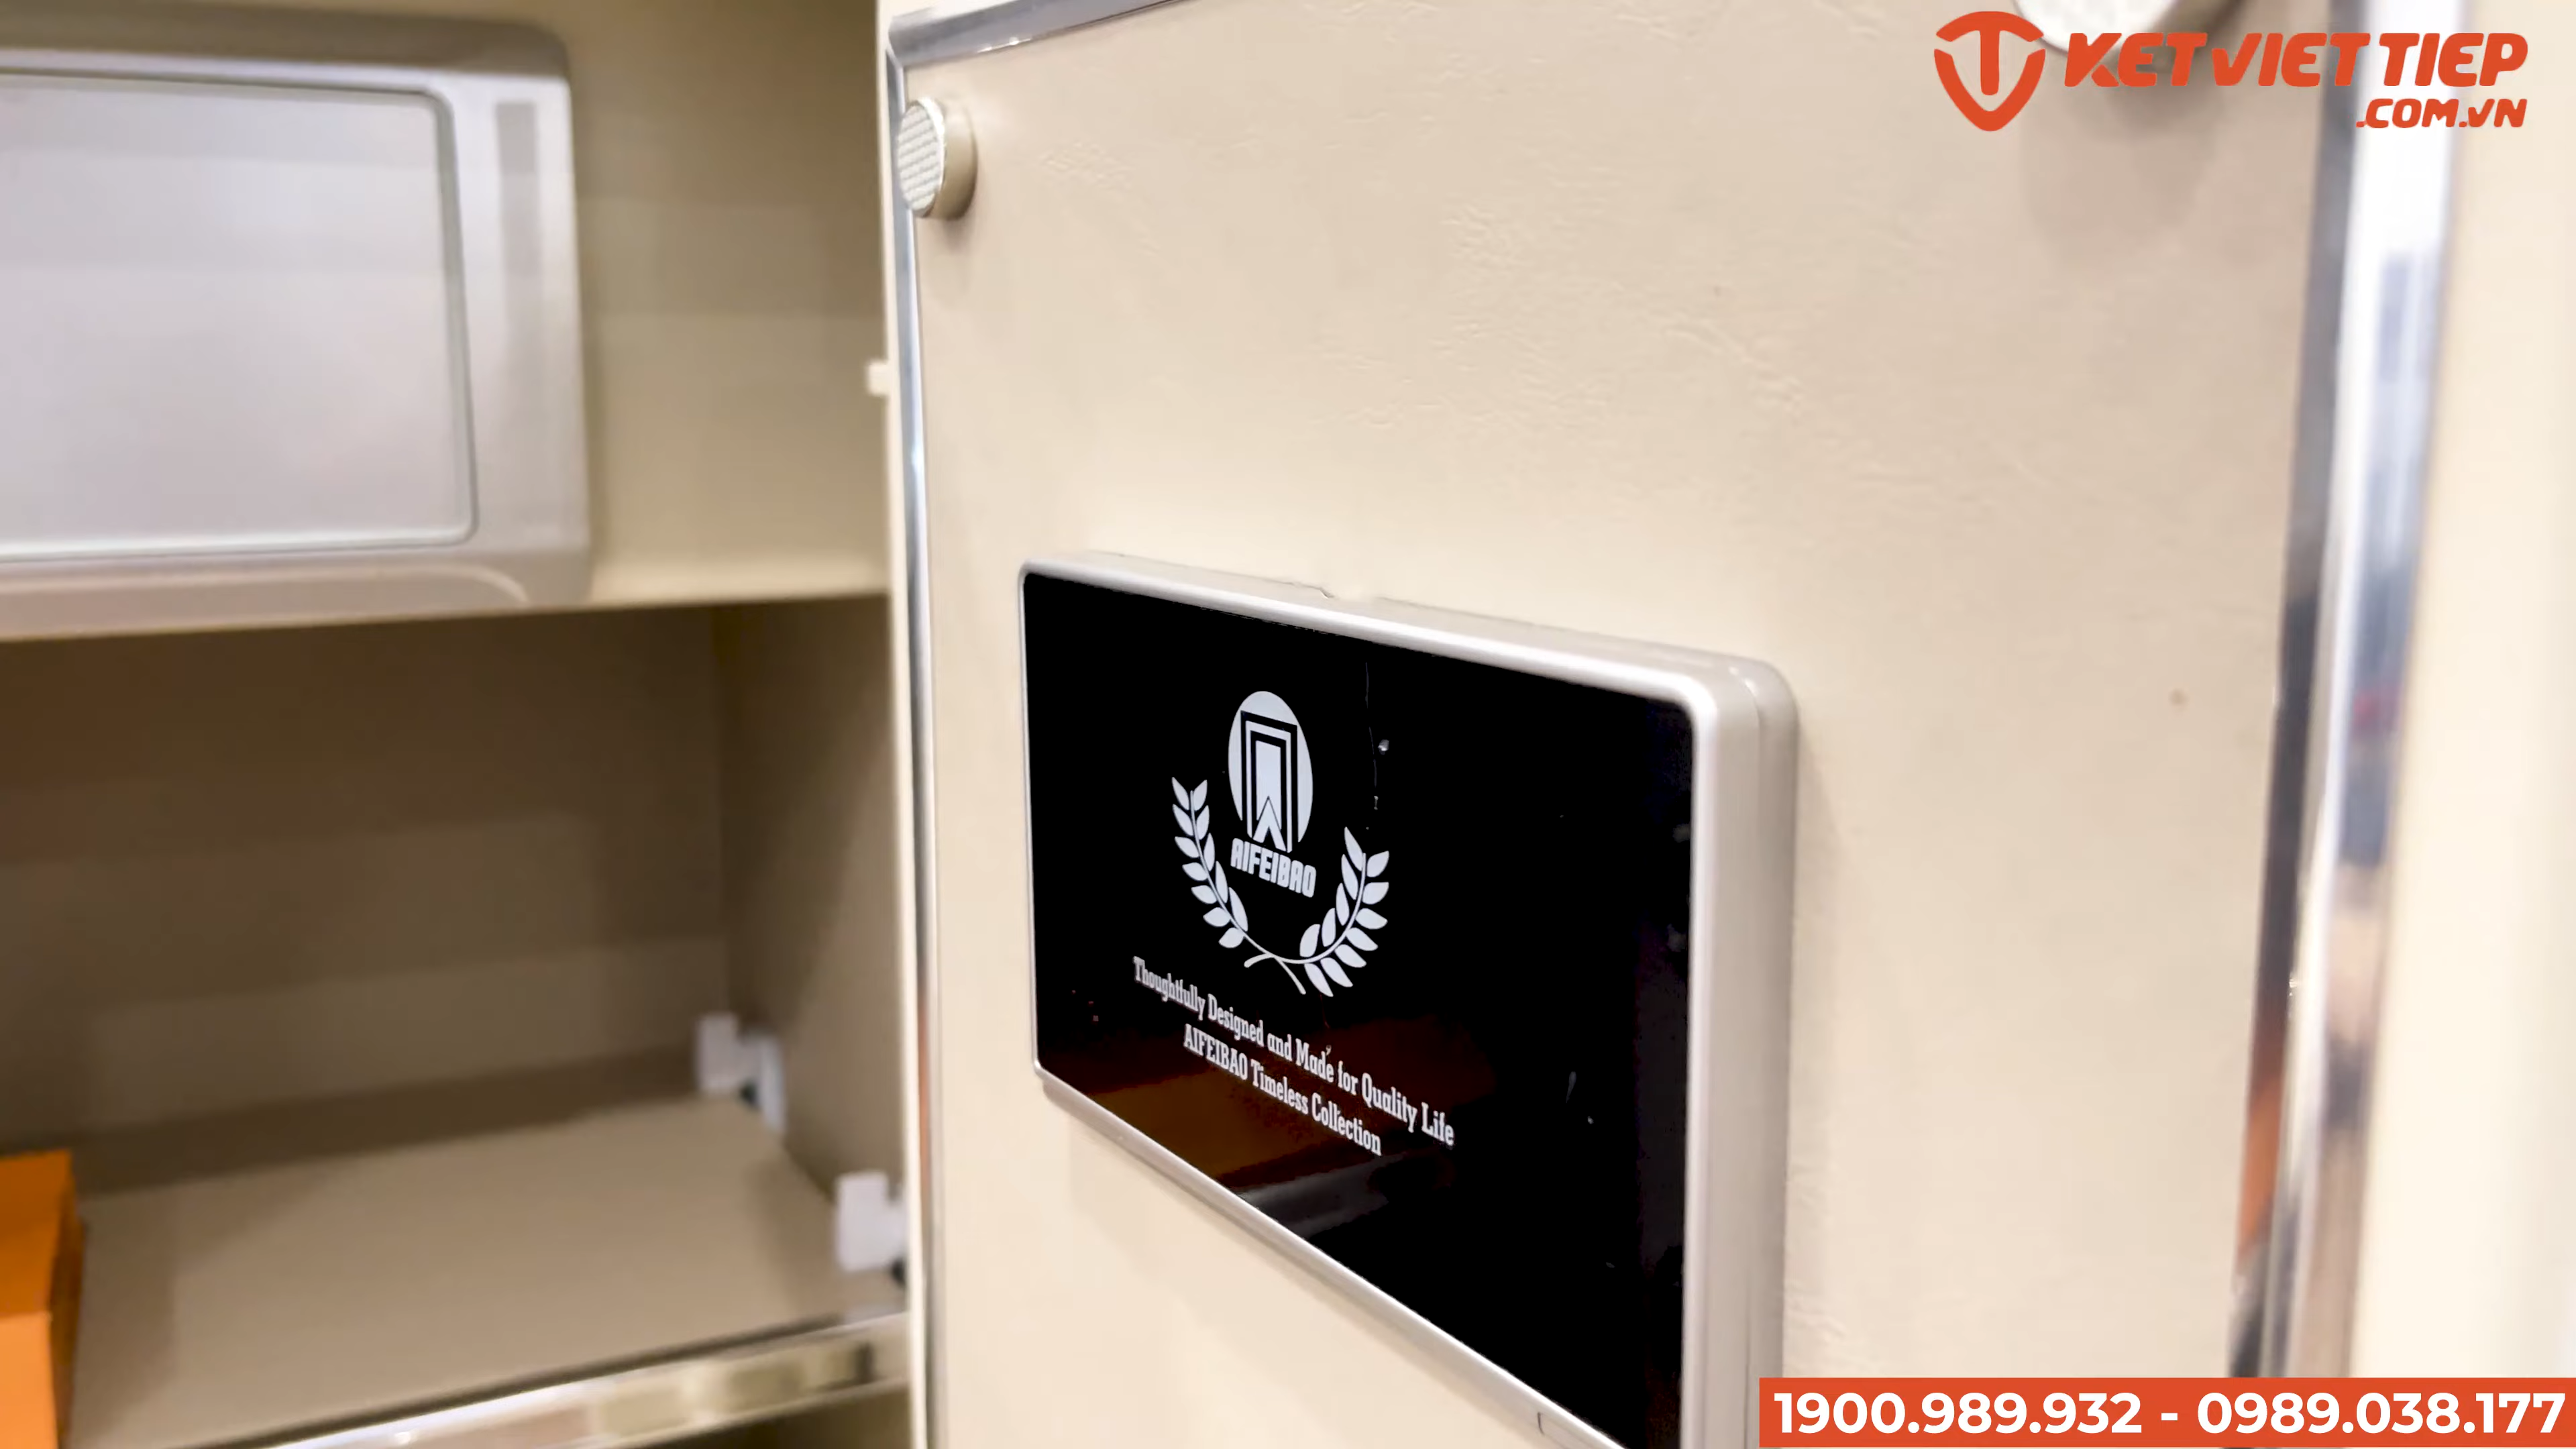 KETVIETTIEP
.COM.VN
AIFEIBAO
Thoughtfully Designed and Made for Quality Life
AIFEIBAO Timeless Collection
1900.989.932 - 0989.038.177